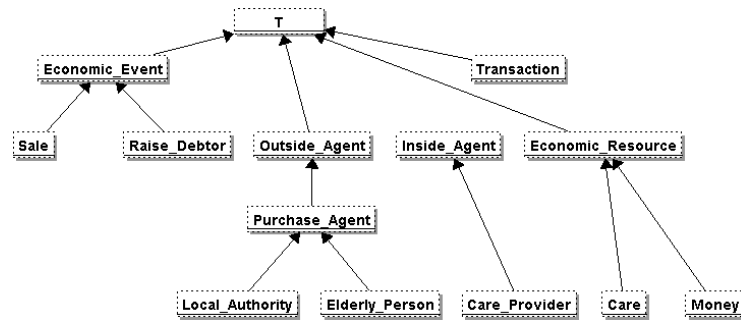 T
Economic_Event
Transaction
Sale
Raise_Debtor
Outside_Agent
Inside_Agent
Economic_Resource
Purchase_Agent
Local_Authority
Elderly_Person
Care_Provider
Care
Money